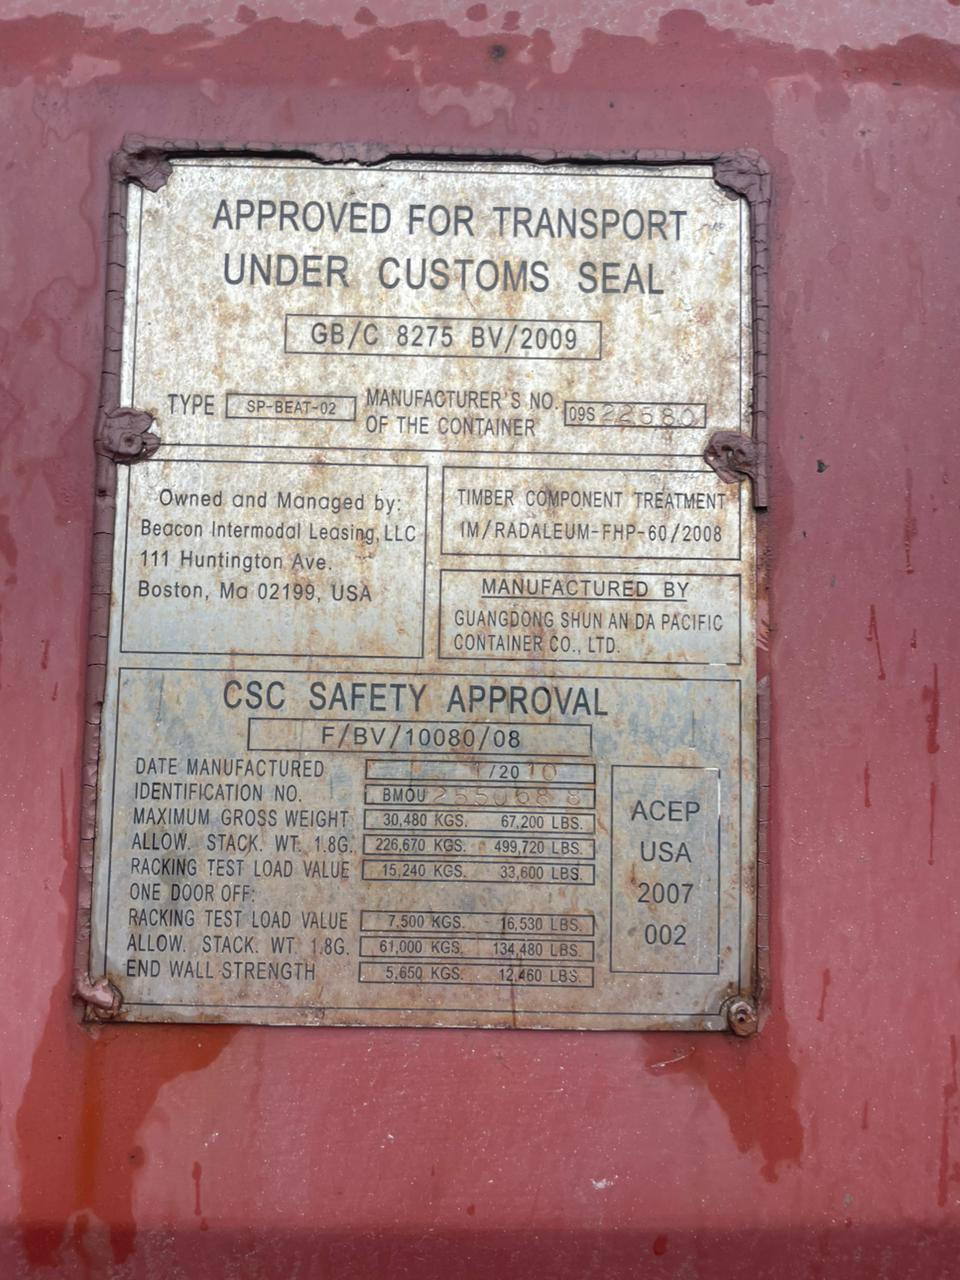 APPROVED FOR TRANSPORT
UNDER CUSTOMS SEAL
GB/C 8275 BV/2009
TYPE SP-BEAT-02 MANUFACTURER'S NO. OF THE CONTAINER 09S 22580
Owned and Managed by:
Beacon Intermodal Leasing, LLC
111 Huntington Ave.
Boston, Ma 02199, USA
TIMBER COMPONENT TREATMENT
IM/RADALEUM-FHP-60/2008
MANUFACTURED BY
GUANGDONG SHUN AN DA PACIFIC
CONTAINER CO., LTD.
CSC SAFETY APPROVAL
F/BV/10080/08
DATE MANUFACTURED /2010
IDENTIFICATION NO. BMOU 255068 8
MAXIMUM GROSS WEIGHT 30,480 KGS. 67,200 LBS.
ALLOW. STACK. WT. 1.8G. 226,670 KGS. 499,720 LBS.
RACKING TEST LOAD VALUE 15,240 KGS. 33,600 LBS.
ONE DOOR OFF:
RACKING TEST LOAD VALUE 7,500 KGS. 16,530 LBS.
ALLOW. STACK. WT. 1.8G. 61,000 KGS. 134,480 LBS.
END WALL STRENGTH 5,650 KGS. 12,460 LBS.
ACEP
USA
2007
002